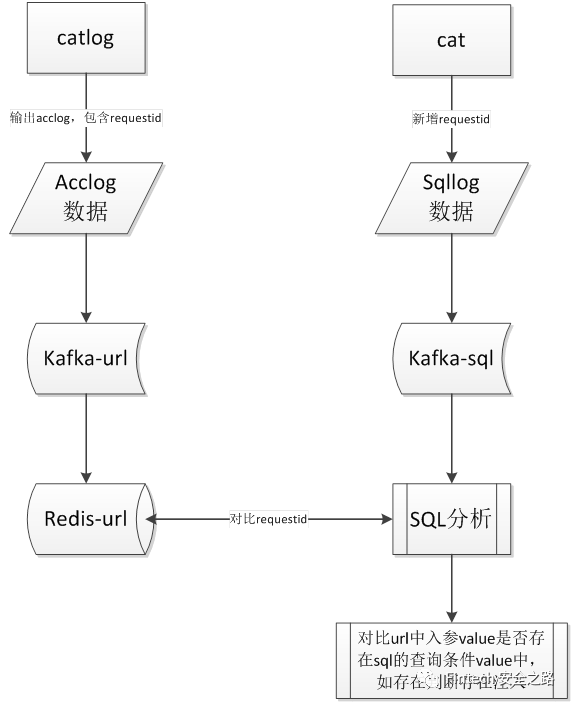 catlog
cat
输出acclog，包含requestid
新增requestid
Acclog
数据
Sqllog
数据
Kafka-url
Kafka-sql
Redis-url
对比requestid
SQL分析
对比url中入参value是否存
在sql的查询条件value中，
如存在
安全之路